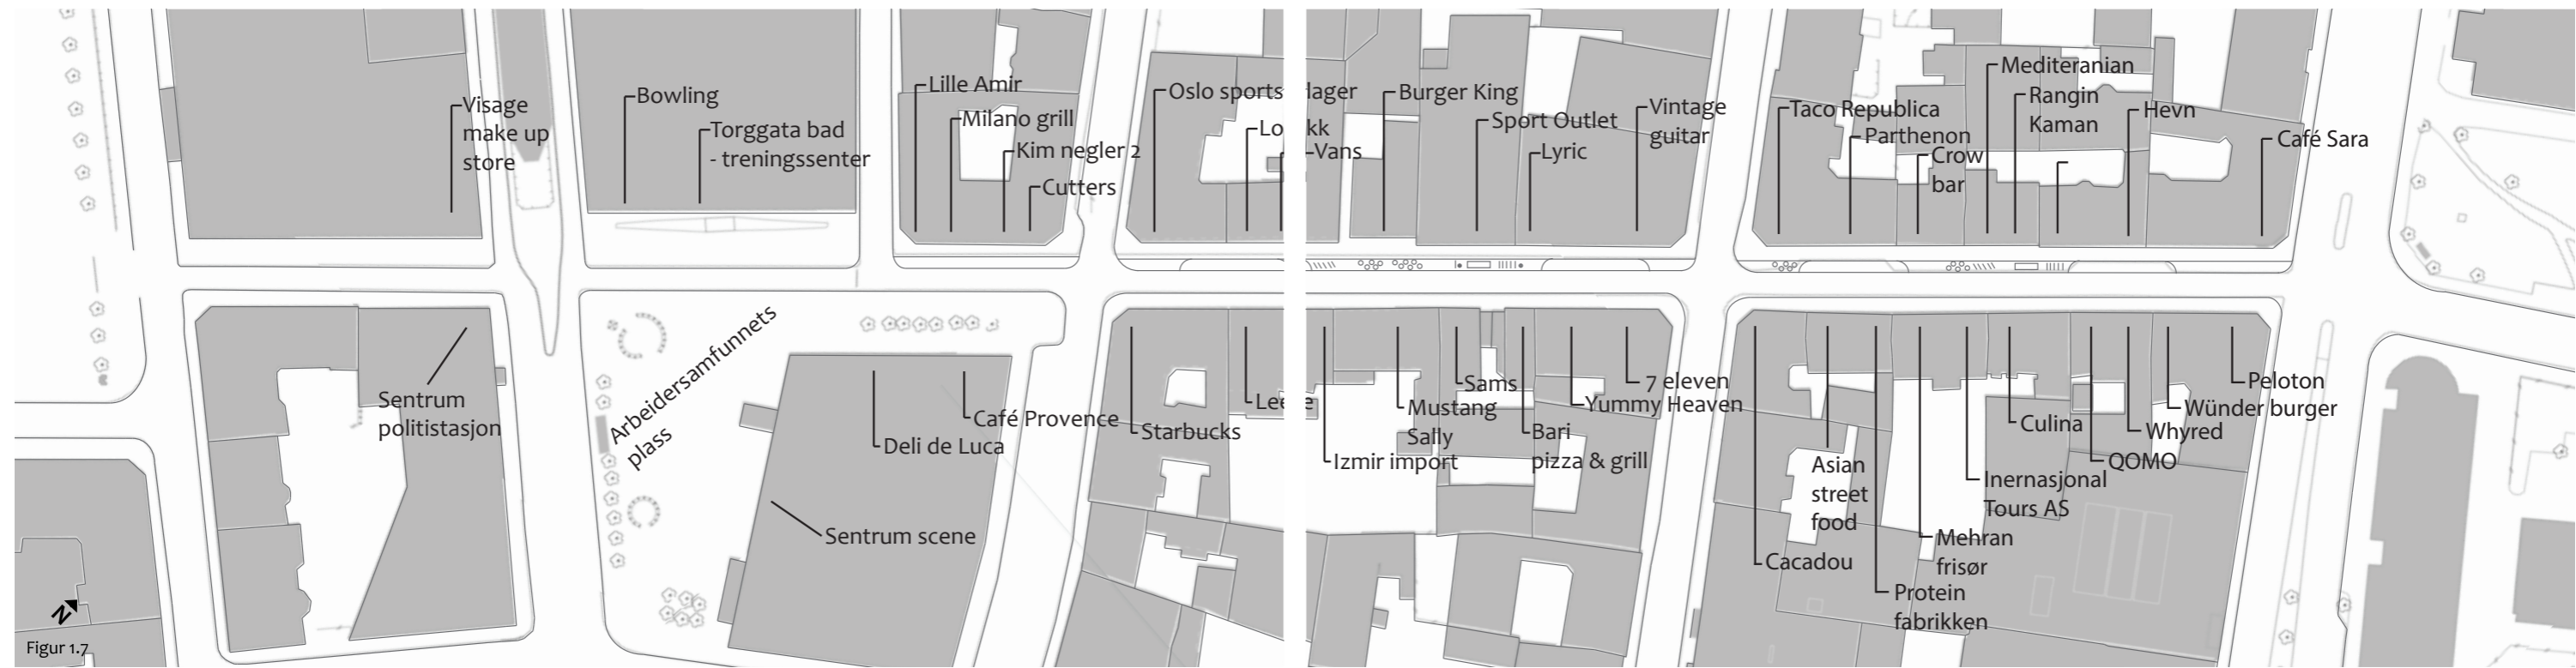 Visage
make up
store
Bowling
Torggata bad
- treningssenter
Lille Amir
Milano grill
Kim negler 2
Cutters
Oslo sports
lager
Lo
kk
Vans
Burger King
Sport Outlet
Lyric
Vintage
guitar
Taco Republica
Parthenon
Crow
bar
Mediteranian
Rangin
Kaman
Hevn
Café Sara
Sentrum
politistasjon
Arbeidersamfunnets
plass
Deli de Luca
Café Provence
Sentrum scene
Starbucks
Izmir import
Mustang
Sally
Sams
Bari
pizza & grill
Yummy Heaven
7 eleven
Cacadou
Asian
street
food
Protein
fabrikken
Mehran
frisør
Inernasjonal
Tours AS
Culina
QOMO
Whyred
Wünder burger
Peloton
N
Figur 1.7